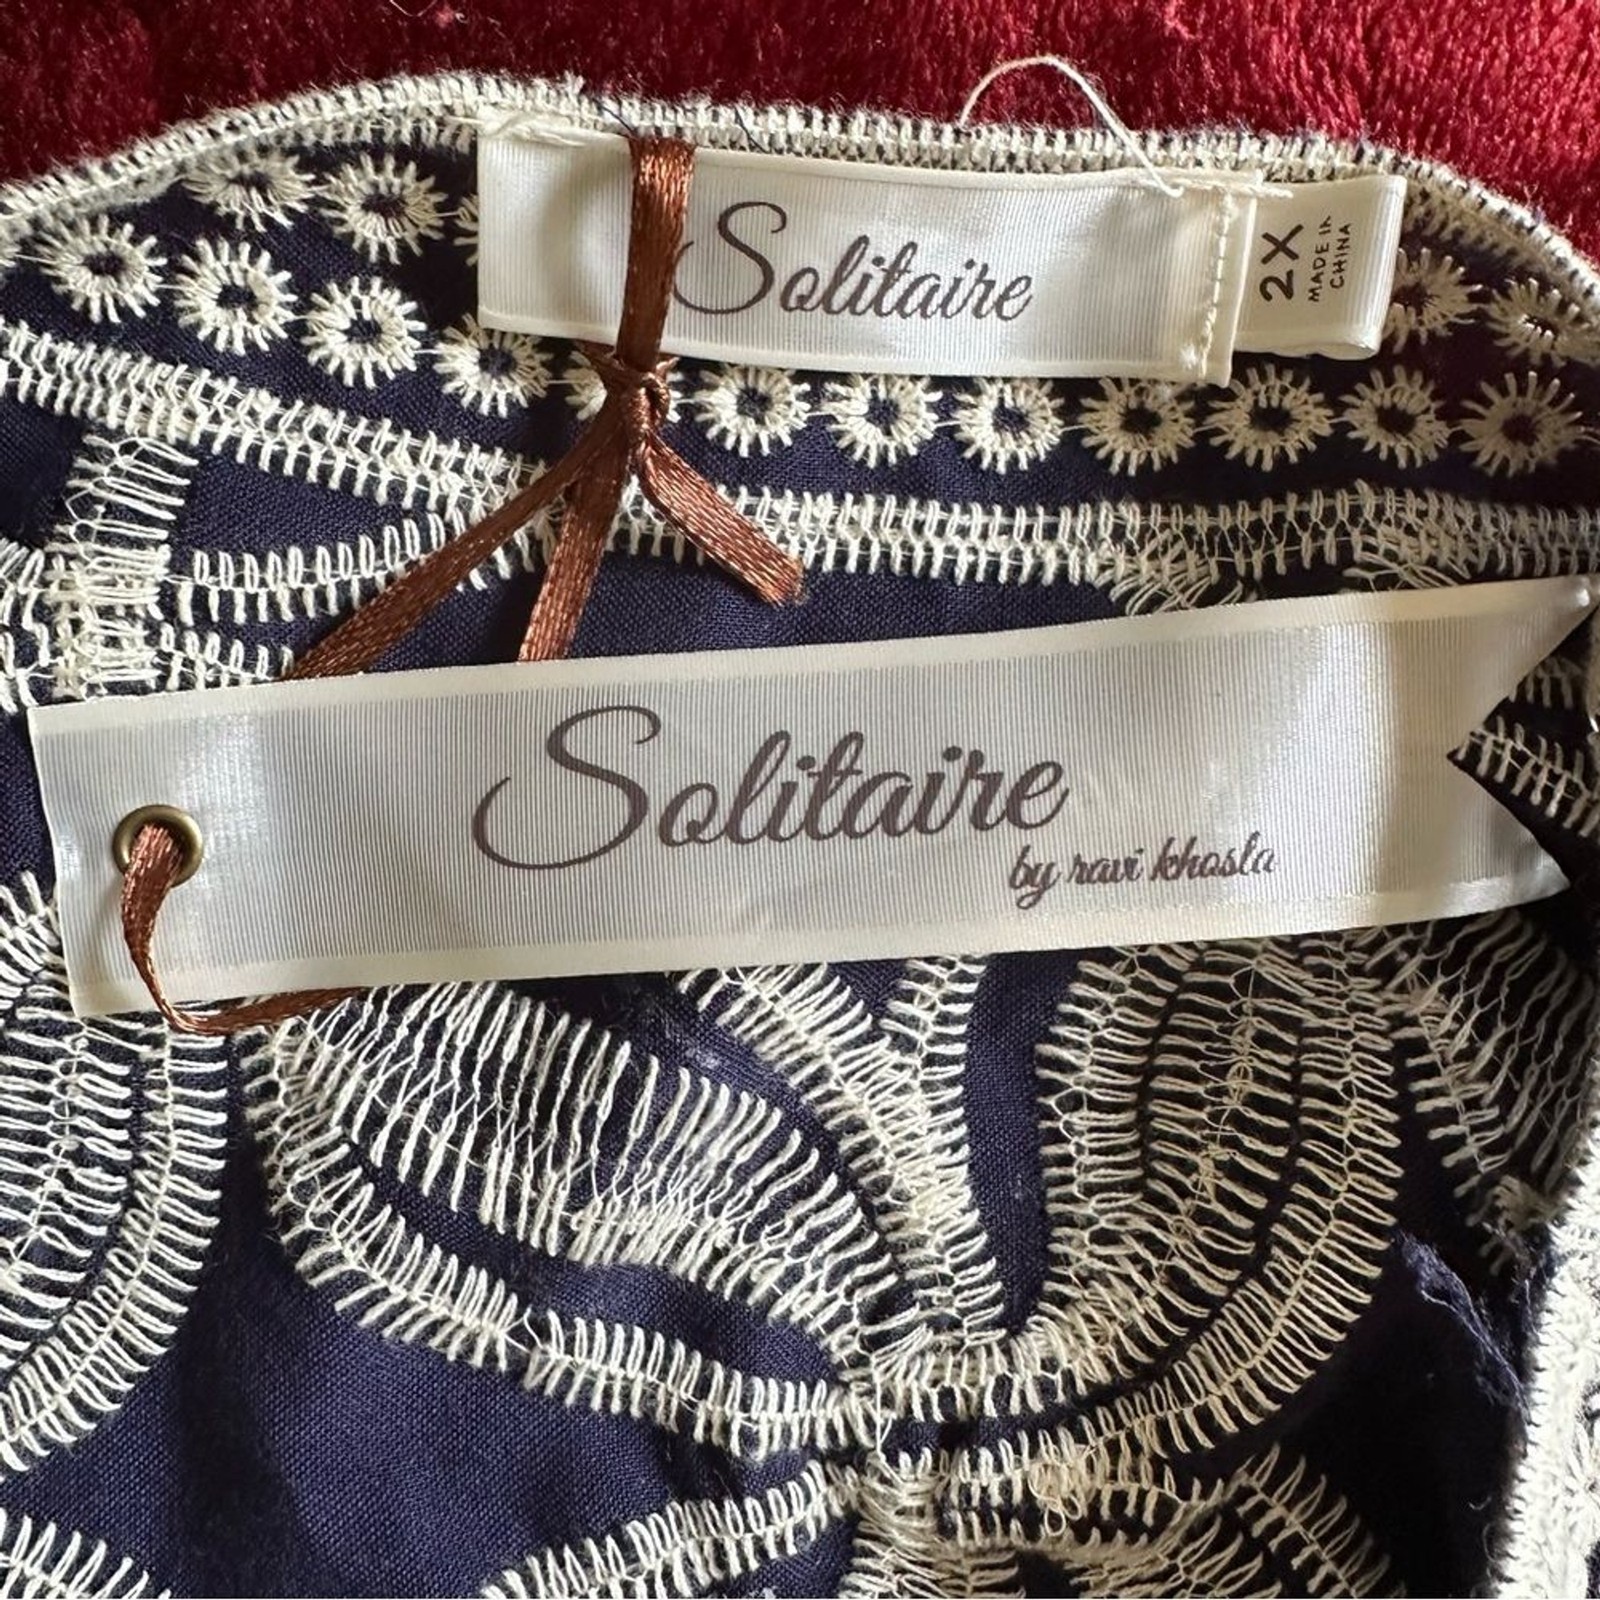 Solitaire
2X
MADE IN
CHINA
Solitaire
by ravi khosla